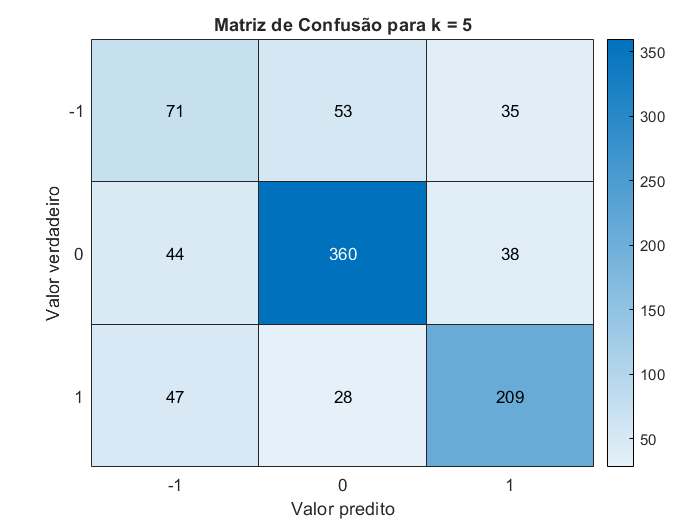 Matriz de Confusão para k = 5
-1 71 53 35
0 44 360 38
1 47 28 209
-1 0 1
Valor predito
Valor verdadeiro
350
300
250
200
150
100
50